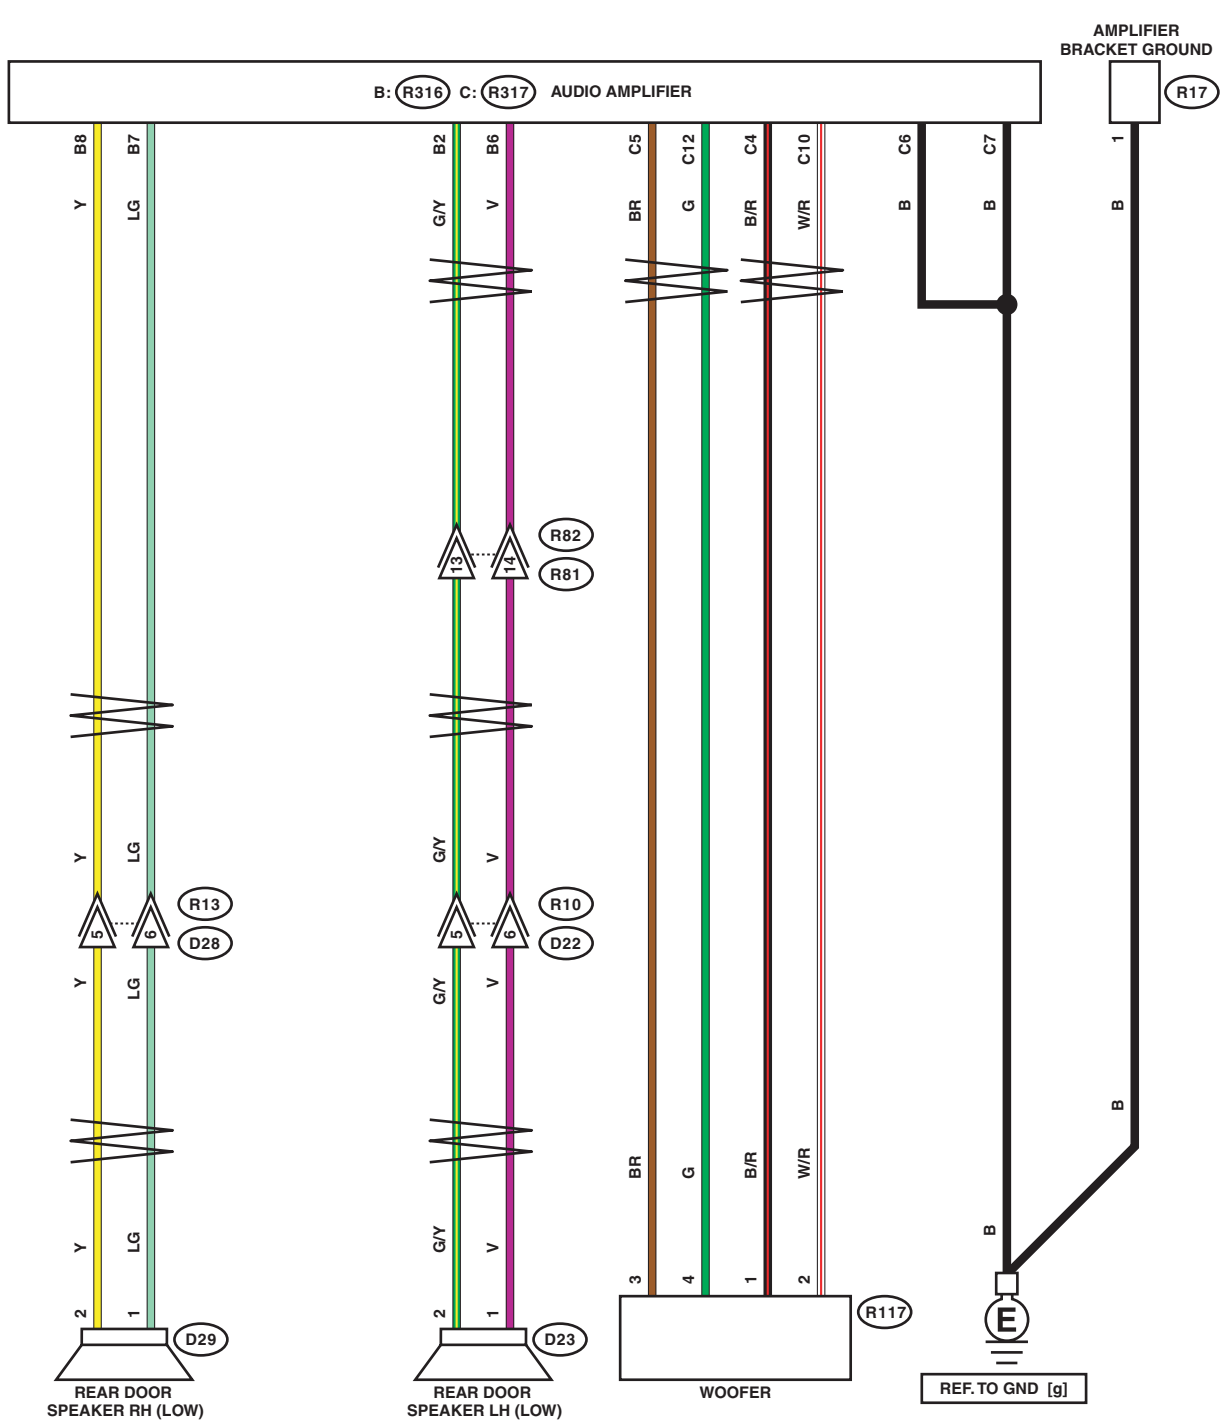 AMPLIFIER
BRACKET GROUND
B: R316 C: R317 AUDIO AMPLIFIER
R17
B8 B7 B2 B6 C5 C12 C4 C10 C6 C7 1
Y LG G/Y V BR G B/R W/R B B B
R82
13 14
R81
Y LG G/Y V
R13 R10
5 6 5 6
D28 D22
Y LG G/Y V
B
BR G B/R W/R
Y LG G/Y V B
3 4 1 2
2 1 2 1
R117
E
D29 D23
REF. TO GND [g]
REAR DOOR
SPEAKER RH (LOW)
REAR DOOR
SPEAKER LH (LOW)
WOOFER